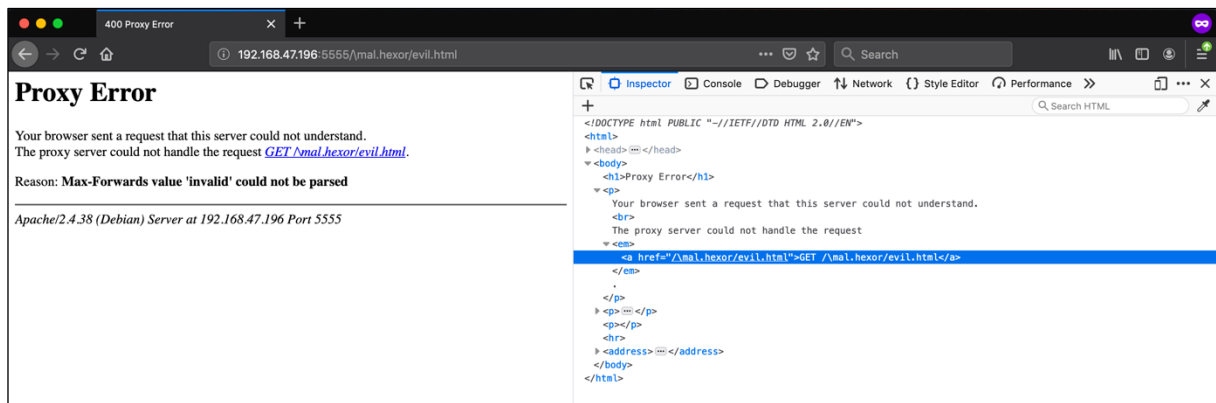 400 Proxy Error
192.168.47.196:5555/\mal.hexor/evil.html
Search
Proxy Error
Your browser sent a request that this server could not understand.
The proxy server could not handle the request GET /\mal.hexor/evil.html.
Reason: Max-Forwards value 'invalid' could not be parsed
Apache/2.4.38 (Debian) Server at 192.168.47.196 Port 5555
Inspector Console Debugger Network {} Style Editor Performance
+ Search HTML
<!DOCTYPE html PUBLIC "-//IETF//DTD HTML 2.0//EN">
<html>
<head> ... </head>
<body>
<h1>Proxy Error</h1>
<p>
Your browser sent a request that this server could not understand.
<br>
The proxy server could not handle the request
<em>
<a href="/\mal.hexor/evil.html">GET /\mal.hexor/evil.html</a>
</em>
.
</p>
<p> ... </p>
<p></p>
<hr>
<address> ... </address>
</body>
</html>